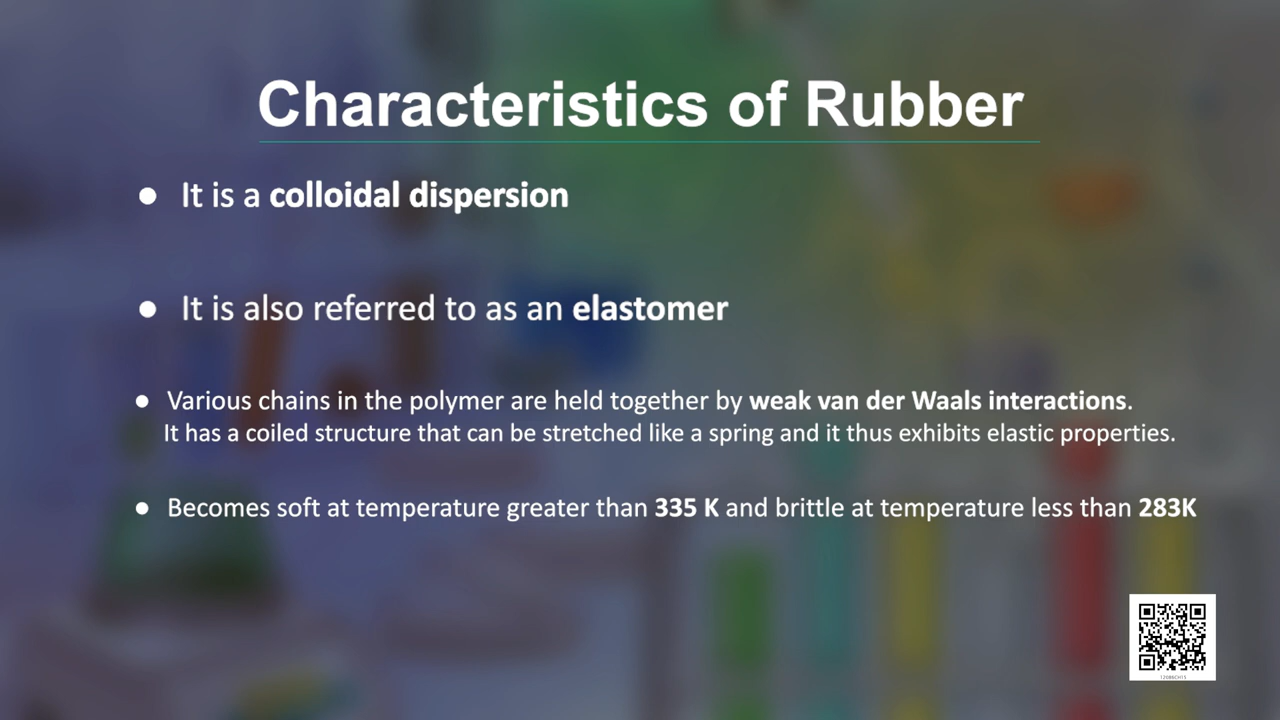 Characteristics of Rubber
● It is a colloidal dispersion
● It is also referred to as an elastomer
● Various chains in the polymer are held together by weak van der Waals interactions.
It has a coiled structure that can be stretched like a spring and it thus exhibits elastic properties.
● Becomes soft at temperature greater than 335 K and brittle at temperature less than 283K